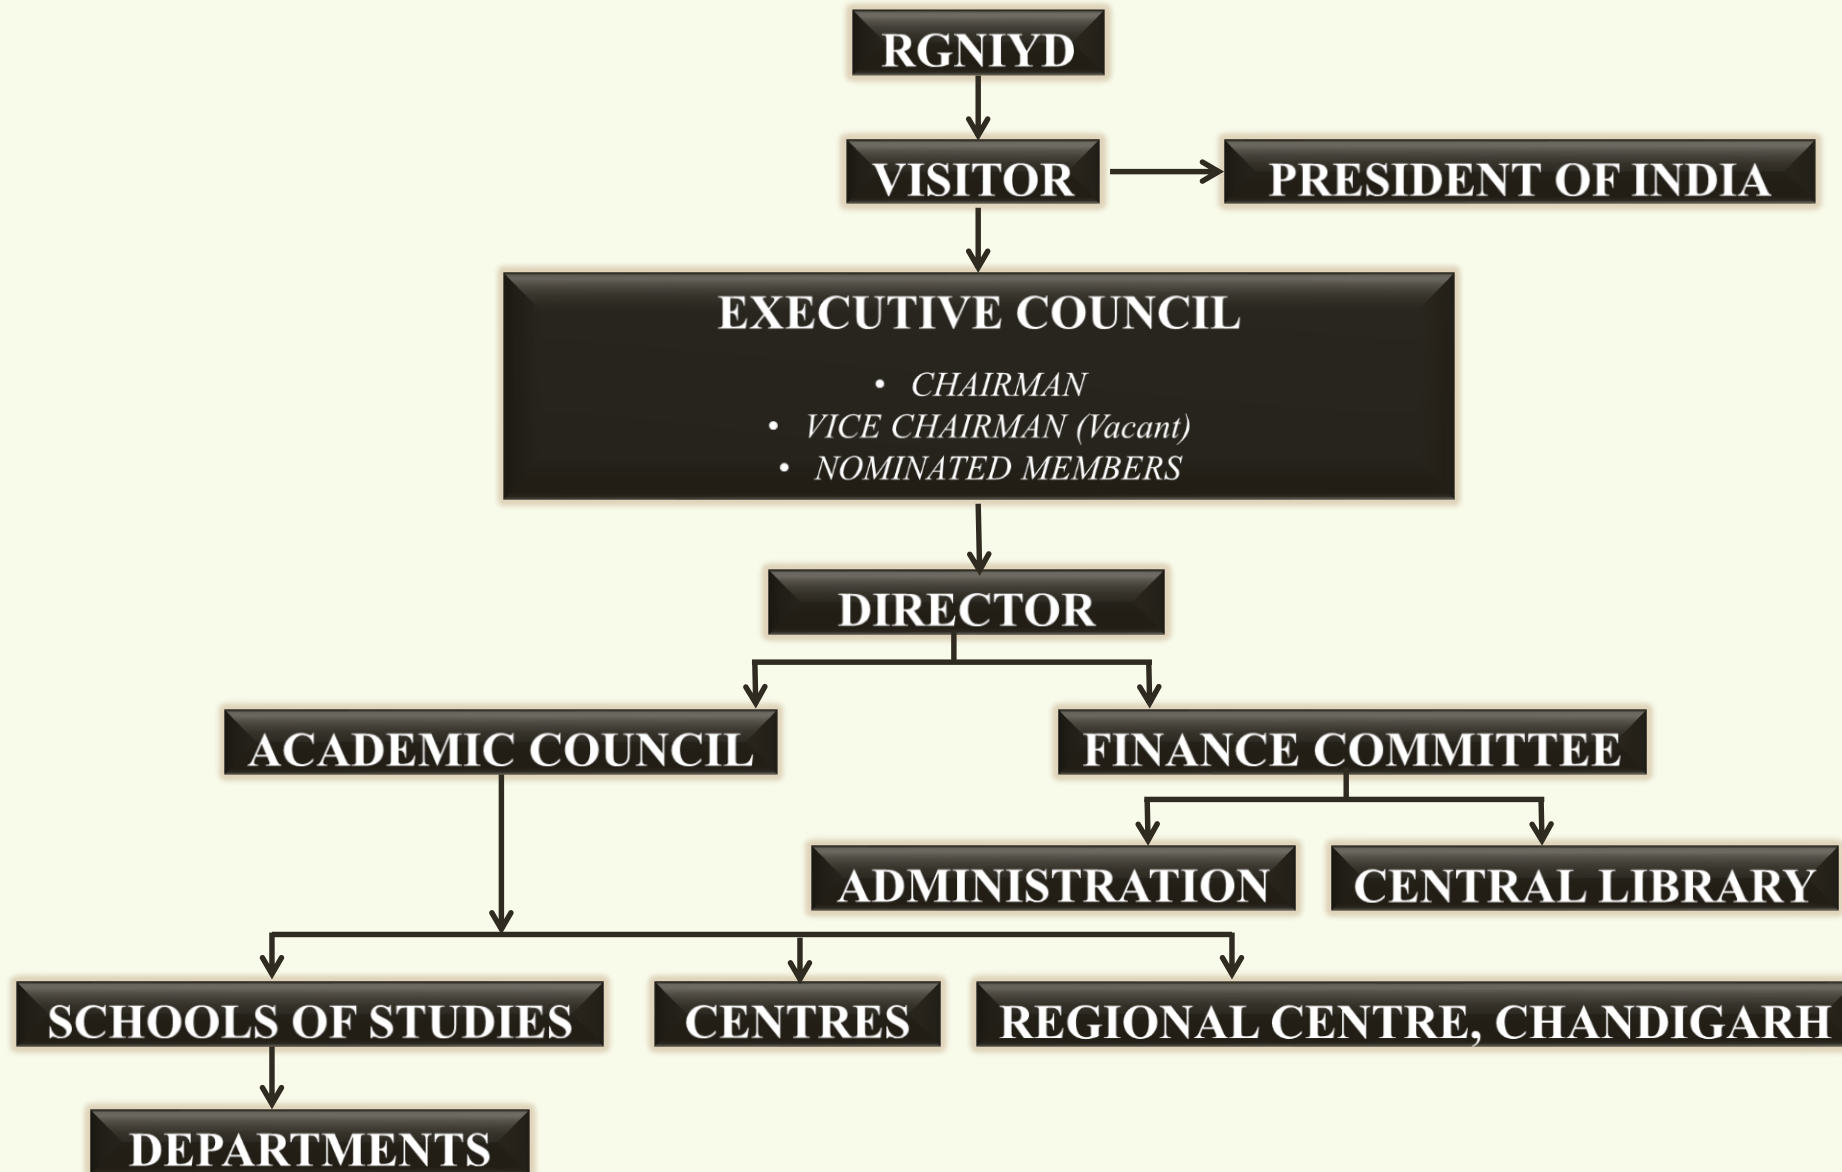 RGNIYD
VISITOR
PRESIDENT OF INDIA
EXECUTIVE COUNCIL
• CHAIRMAN
• VICE CHAIRMAN (Vacant)
• NOMINATED MEMBERS
DIRECTOR
ACADEMIC COUNCIL
FINANCE COMMITTEE
ADMINISTRATION
CENTRAL LIBRARY
SCHOOLS OF STUDIES
CENTRES
REGIONAL CENTRE, CHANDIGARH
DEPARTMENTS